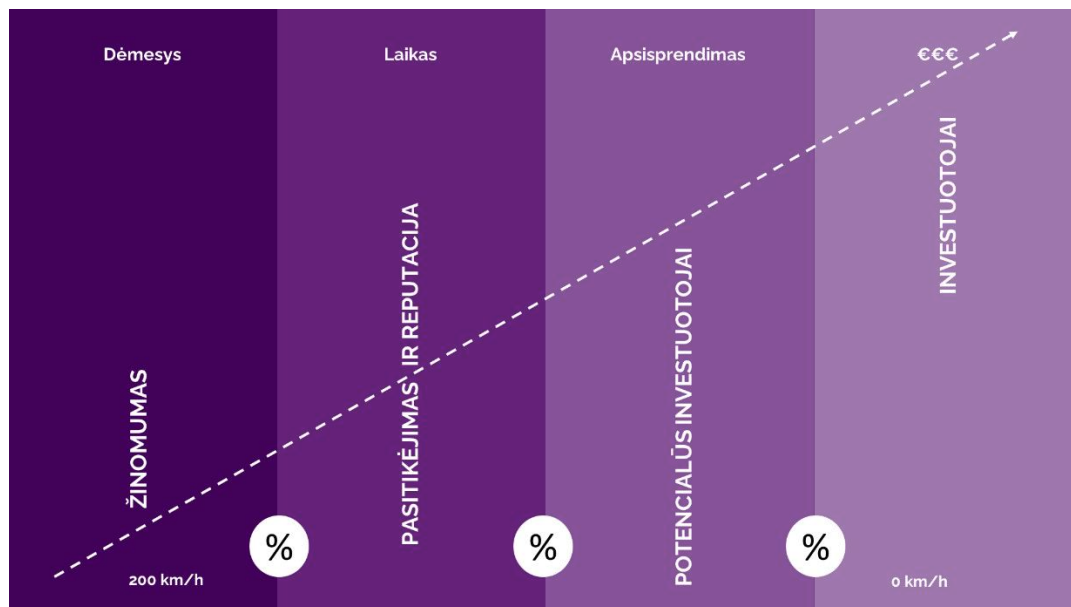 Dėmesys
Laikas
Apsisprendimas
€€€
ŽINOMUMAS
PASITIKĖJIMAS IR REPUTACIJA
POTENCIALŪS INVESTUOTOJAI
INVESTUOTOJAI
%
%
%
200 km/h
0 km/h